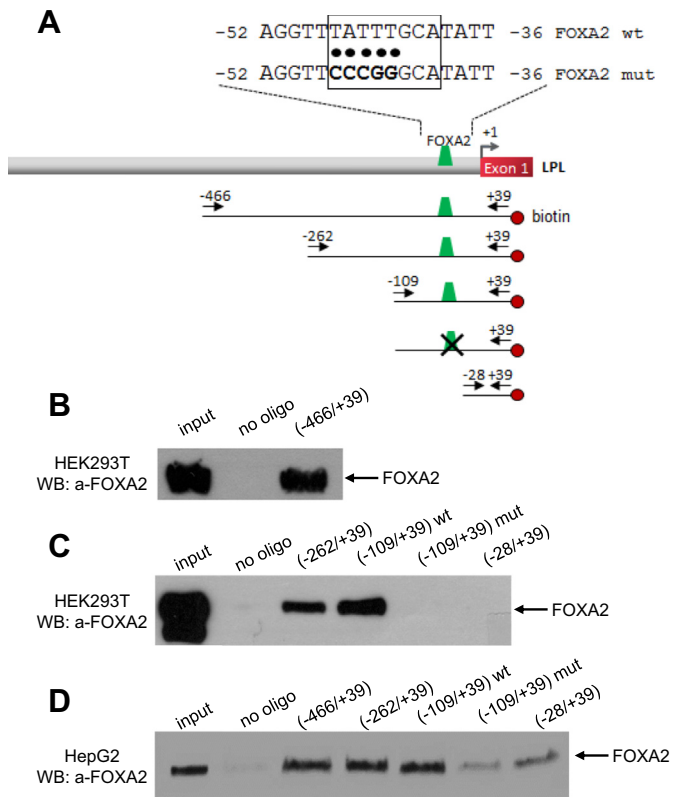 A
-52 AGGTTTATTTGCATATT -36 FOXA2 wt
-52 AGGTTCCCGGGCATATT -36 FOXA2 mut
FOXA2
+1
Exon 1
LPL
-466
+39
biotin
-262
+39
-109
+39
+39
-28
+39
B
input
no oligo
(-466/+39)
HEK293T
WB: a-FOXA2
FOXA2
C
input
no oligo
(-262/+39)
(-109/+39) wt
(-109/+39) mut
(-28/+39)
HEK293T
WB: a-FOXA2
FOXA2
D
input
no oligo
(-466/+39)
(-262/+39)
(-109/+39) wt
(-109/+39) mut
(-28/+39)
HepG2
WB: a-FOXA2
FOXA2